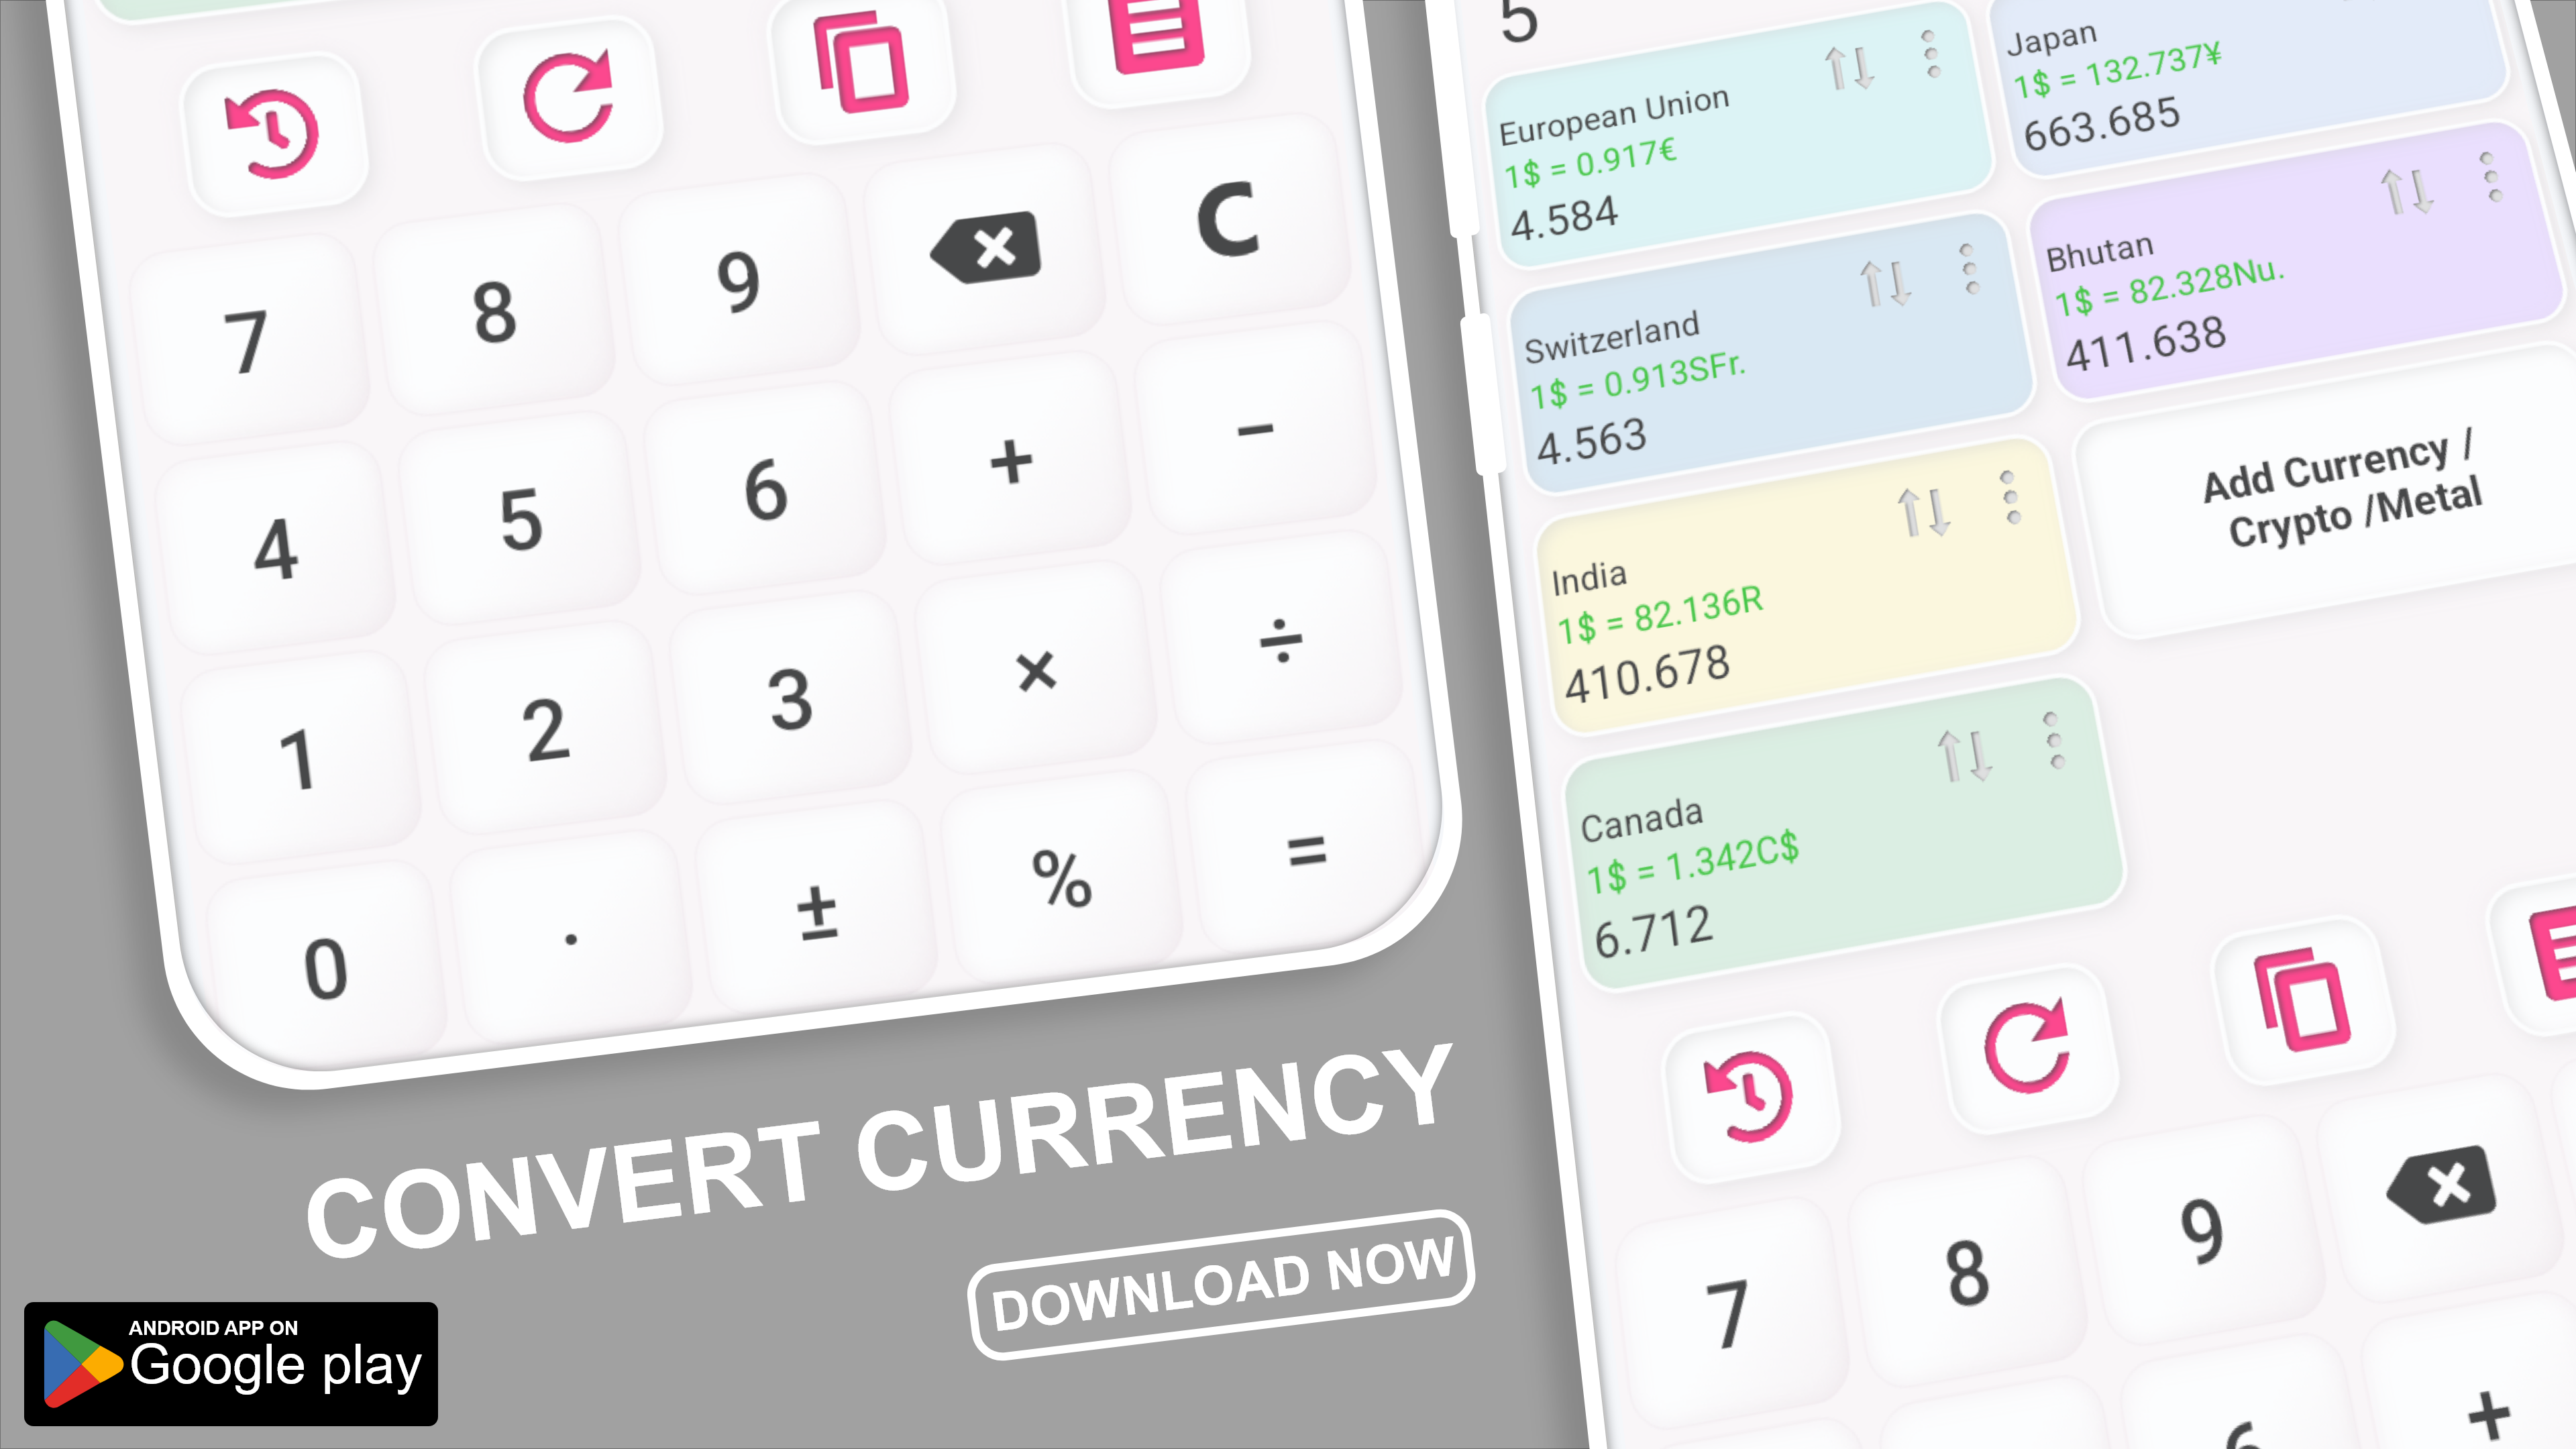 C
7
8
9
4
5
6
+
−
1
2
3
×
÷
0
.
±
%
=
CONVERT CURRENCY
DOWNLOAD NOW
ANDROID APP ON
Google play
5
European Union
1$ = 0.917€
4.584
Japan
1$ = 132.737¥
663.685
Switzerland
1$ = 0.913SFr.
4.563
Bhutan
1$ = 82.328Nu.
411.638
India
1$ = 82.136R
410.678
Add Currency /
Crypto /Metal
Canada
1$ = 1.342C$
6.712
7
8
9
6
+